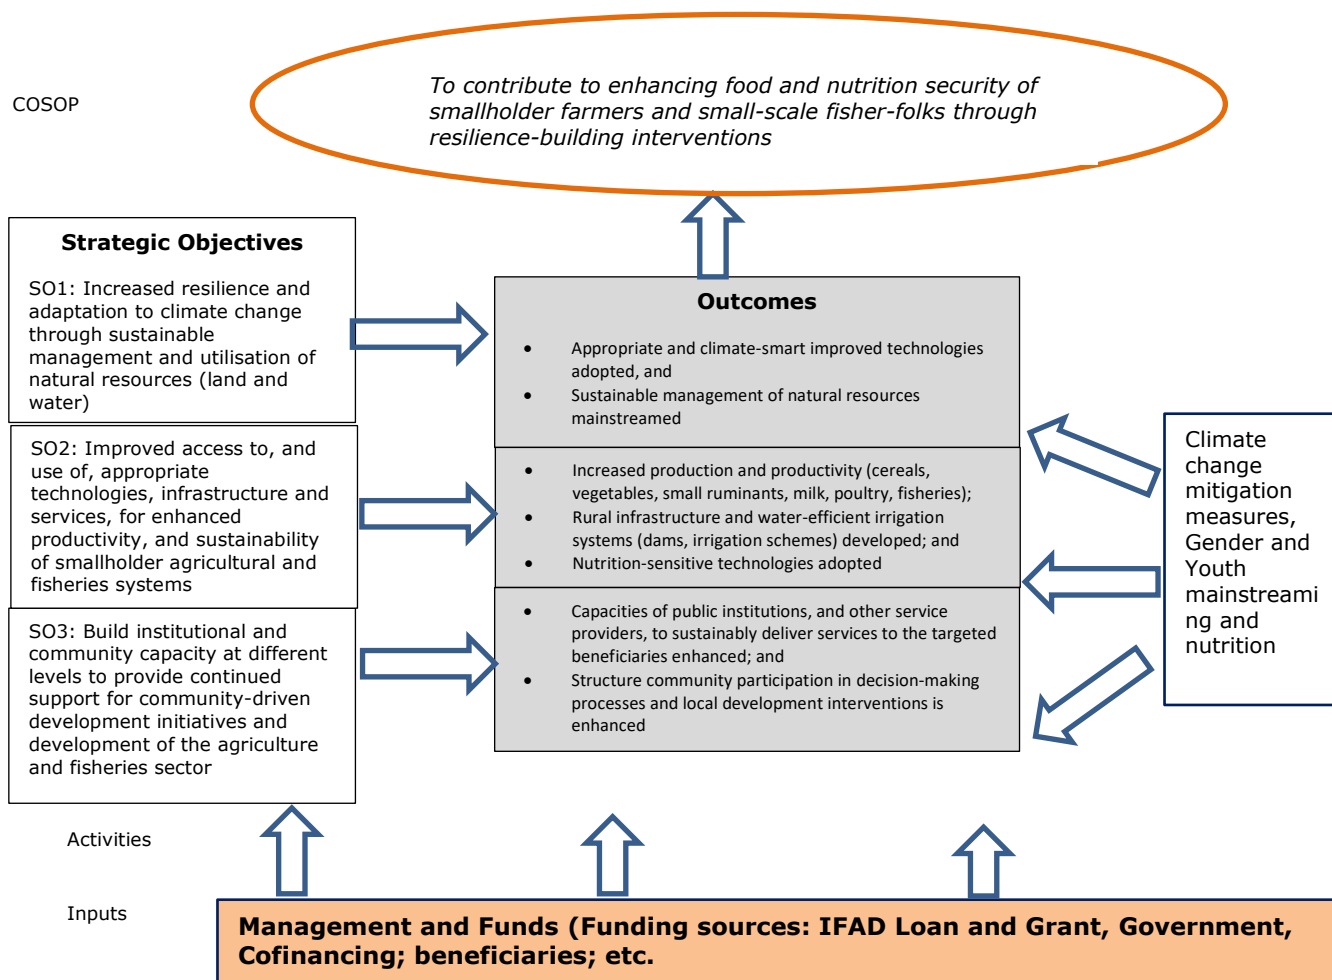 COSOP
To contribute to enhancing food and nutrition security of
smallholder farmers and small-scale fisher-folks through
resilience-building interventions
Strategic Objectives
SO1: Increased resilience and
adaptation to climate change
through sustainable
management and utilisation of
natural resources (land and
water)
SO2: Improved access to, and
use of, appropriate
technologies, infrastructure and
services, for enhanced
productivity, and sustainability
of smallholder agricultural and
fisheries systems
SO3: Build institutional and
community capacity at different
levels to provide continued
support for community-driven
development initiatives and
development of the agriculture
and fisheries sector
Outcomes
• Appropriate and climate-smart improved technologies
adopted, and
• Sustainable management of natural resources
mainstreamed
• Increased production and productivity (cereals,
vegetables, small ruminants, milk, poultry, fisheries);
• Rural infrastructure and water-efficient irrigation
systems (dams, irrigation schemes) developed; and
• Nutrition-sensitive technologies adopted
• Capacities of public institutions, and other service
providers, to sustainably deliver services to the targeted
beneficiaries enhanced; and
• Structure community participation in decision-making
processes and local development interventions is
enhanced
Climate
change
mitigation
measures,
Gender and
Youth
mainstreami
ng and
nutrition
Activities
Inputs
Management and Funds (Funding sources: IFAD Loan and Grant, Government,
Cofinancing; beneficiaries; etc.